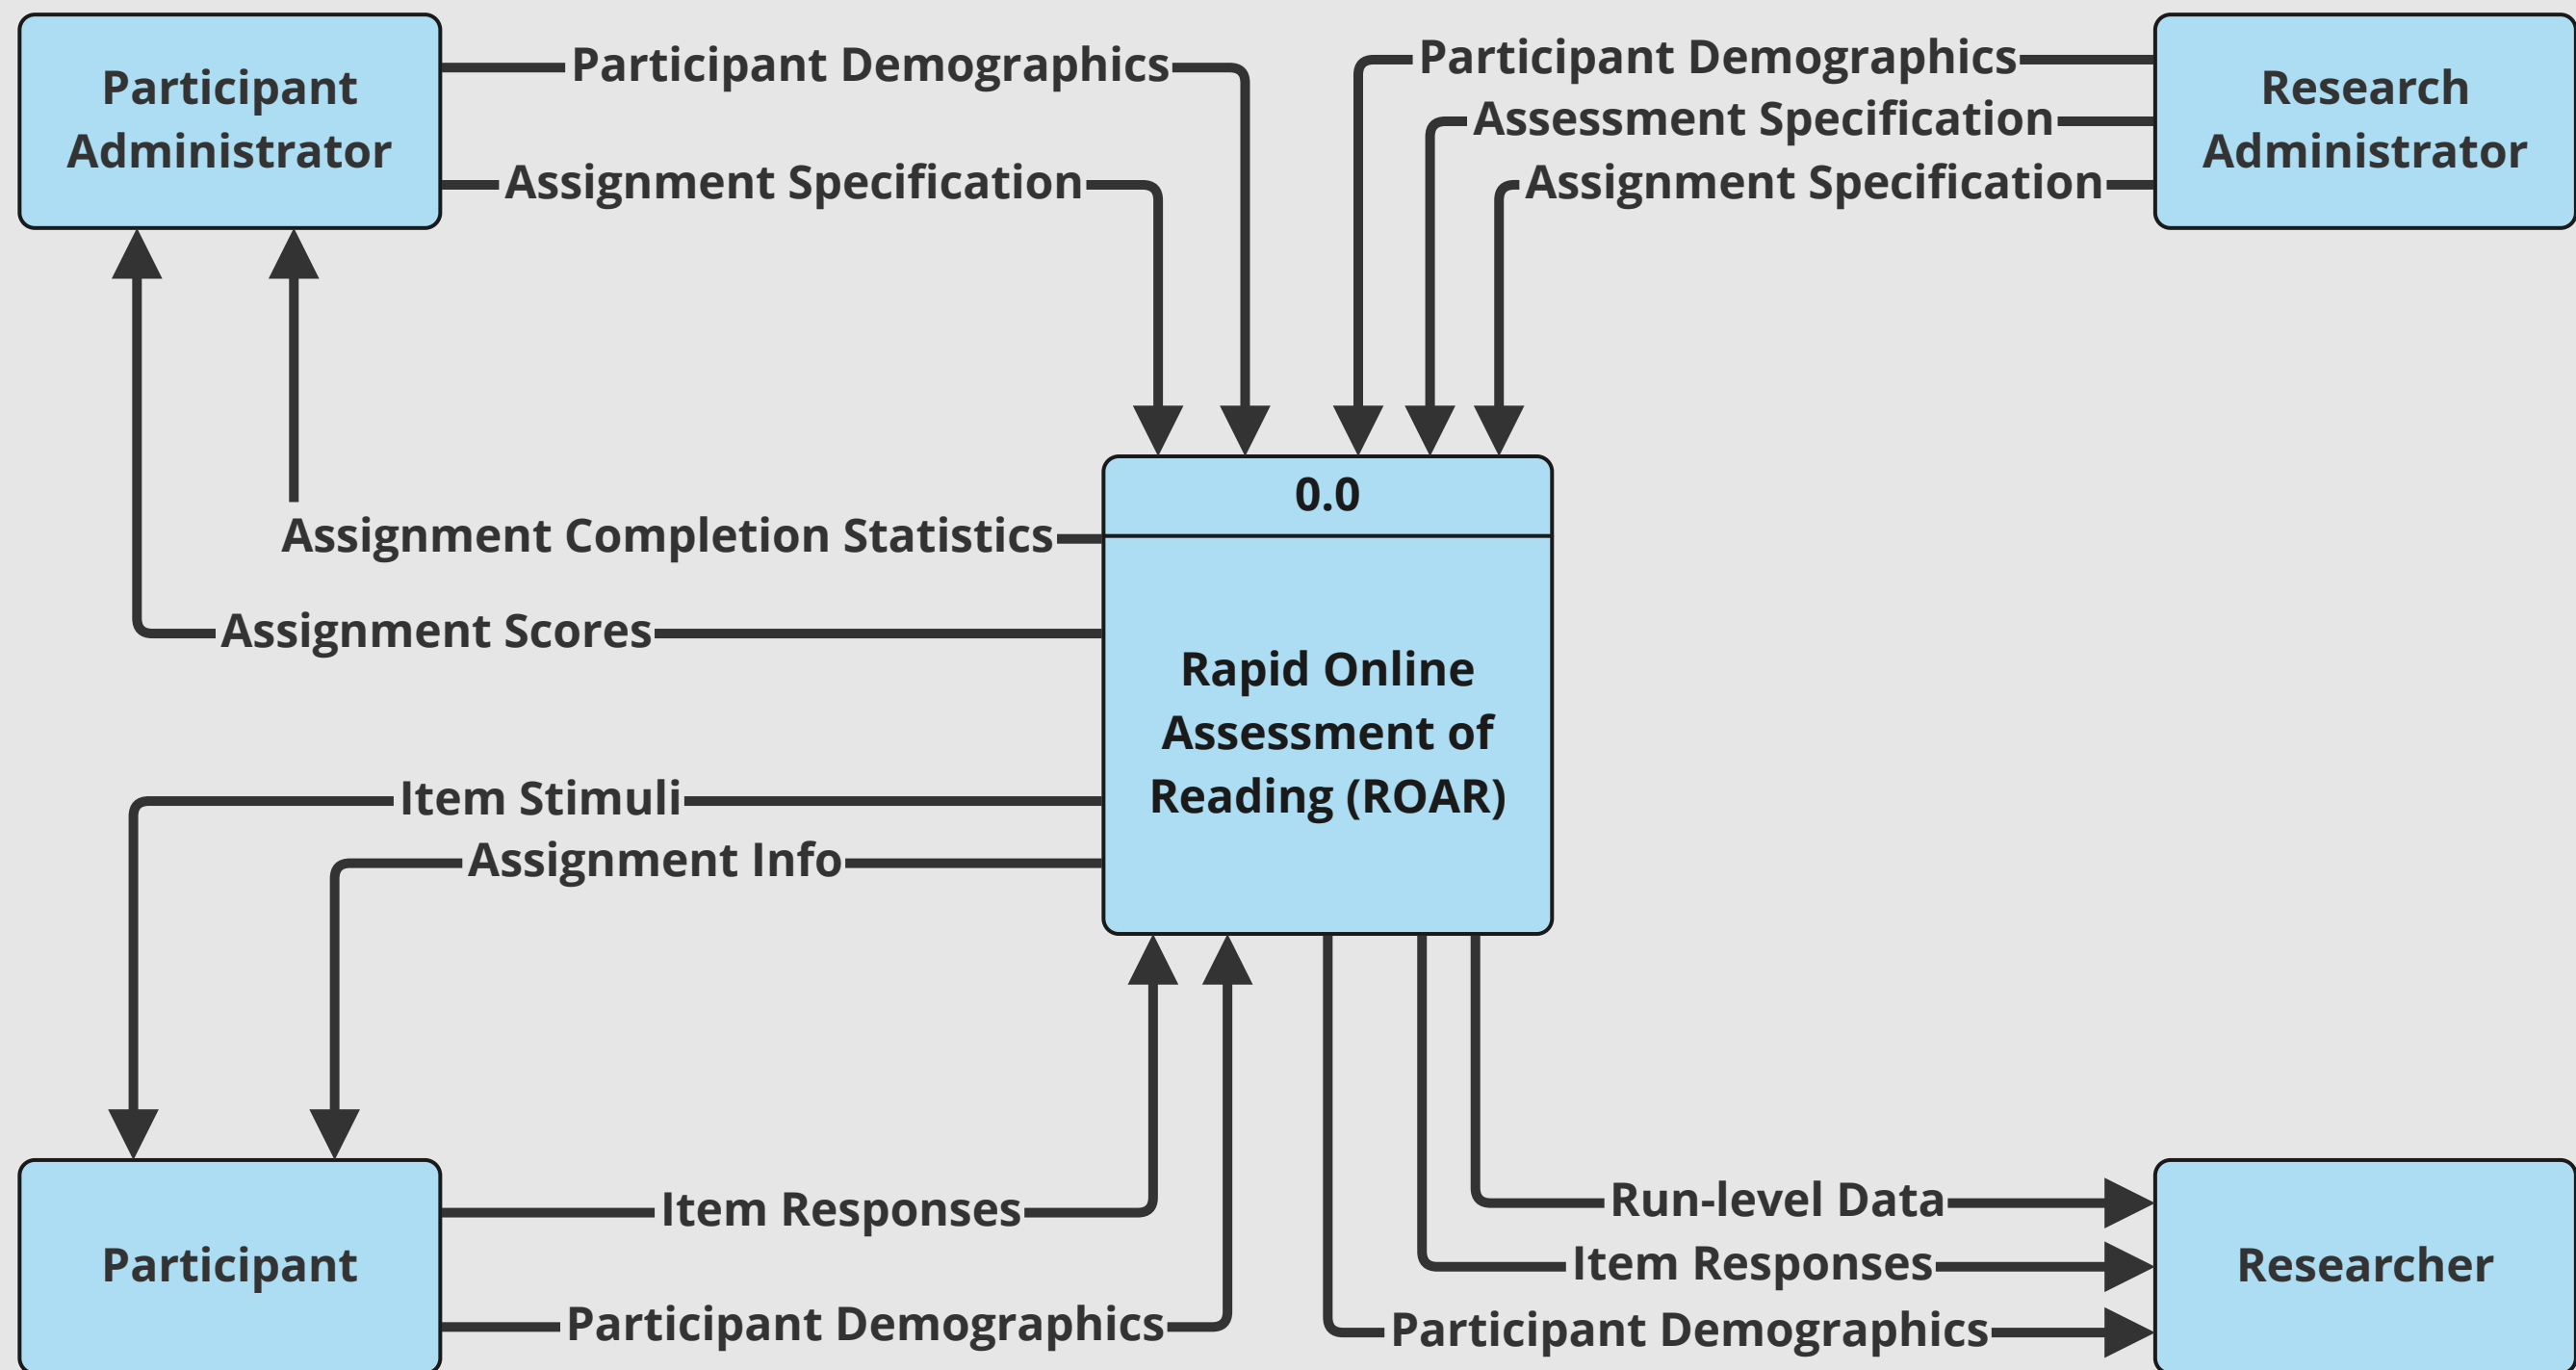 Participant
Administrator
Participant Demographics
Assignment Specification
Participant Demographics
Assessment Specification
Assignment Specification
Research
Administrator
Assignment Completion Statistics
Assignment Scores
0.0
Rapid Online
Assessment of
Reading (ROAR)
Item Stimuli
Assignment Info
Participant
Item Responses
Participant Demographics
Run-level Data
Item Responses
Participant Demographics
Researcher